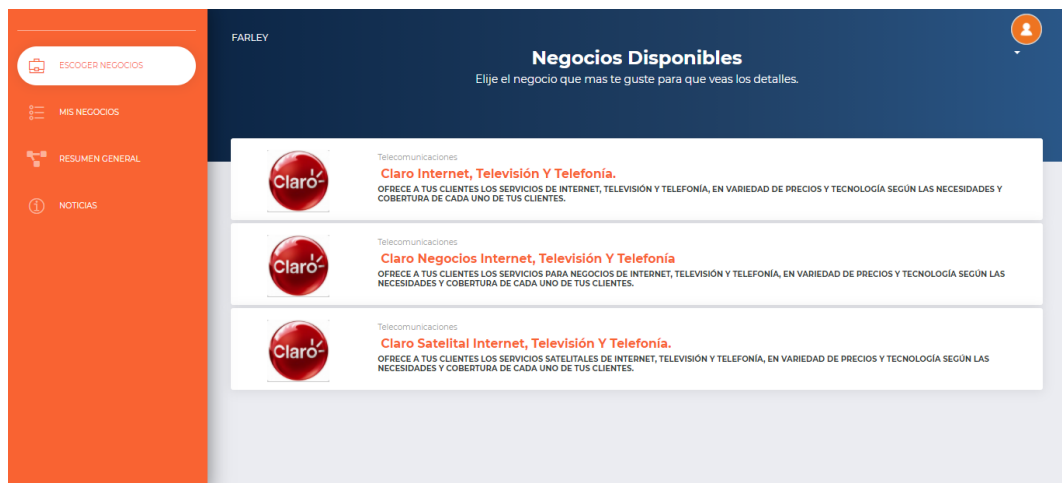 FARLEY
Negocios Disponibles
Elije el negocio que mas te guste para que veas los detalles.
ESCOGER NEGOCIOS
MIS NEGOCIOS
RESUMEN GENERAL
NOTICIAS
Claro
Telecomunicaciones
Claro Internet, Televisión Y Telefonía.
OFRECE A TUS CLIENTES LOS SERVICIOS DE INTERNET, TELEVISIÓN Y TELEFONÍA, EN VARIEDAD DE PRECIOS Y TECNOLOGÍA SEGÚN LAS NECESIDADES Y
COBERTURA DE CADA UNO DE TUS CLIENTES.
Claro
Telecomunicaciones
Claro Negocios Internet, Televisión Y Telefonía
OFRECE A TUS CLIENTES LOS SERVICIOS PARA NEGOCIOS DE INTERNET, TELEVISIÓN Y TELEFONÍA, EN VARIEDAD DE PRECIOS Y TECNOLOGÍA SEGÚN LAS
NECESIDADES Y COBERTURA DE CADA UNO DE TUS CLIENTES.
Claro
Telecomunicaciones
Claro Satelital Internet, Televisión Y Telefonía.
OFRECE A TUS CLIENTES LOS SERVICIOS SATELITALES DE INTERNET, TELEVISIÓN Y TELEFONÍA, EN VARIEDAD DE PRECIOS Y TECNOLOGÍA SEGÚN LAS
NECESIDADES Y COBERTURA DE CADA UNO DE TUS CLIENTES.